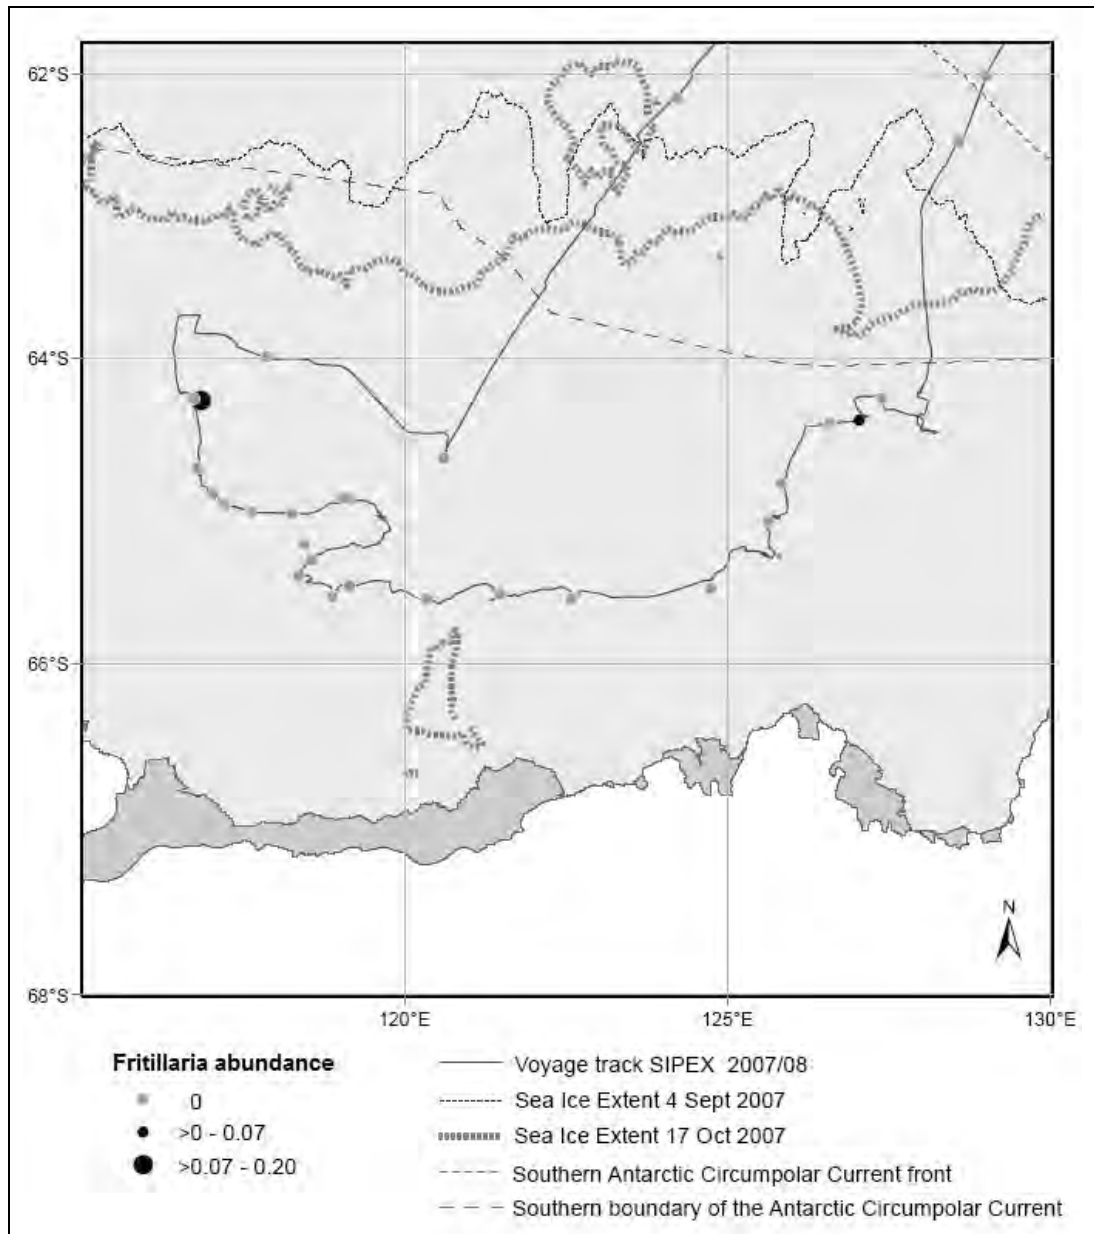 62°S
64°S
66°S
68°S
N
120°E
125°E
130°E
Fritillaria abundance
0
>0 - 0.07
>0.07 - 0.20
Voyage track SIPEX 2007/08
Sea Ice Extent 4 Sept 2007
Sea Ice Extent 17 Oct 2007
Southern Antarctic Circumpolar Current front
Southern boundary of the Antarctic Circumpolar Current